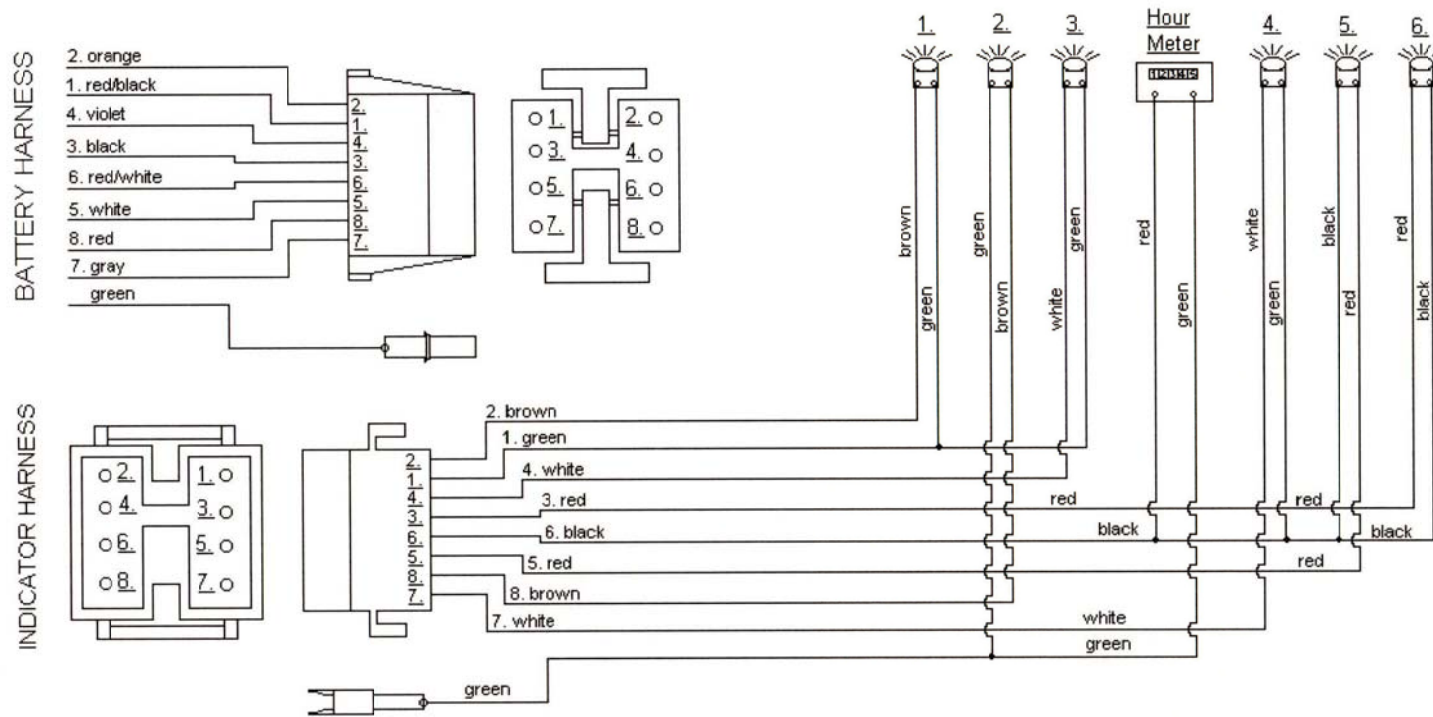 BATTERY HARNESS
2. orange
1. red/black
4. violet
3. black
6. red/white
5. white
8. red
7. gray
green
2.
1.
4.
3.
6.
5.
8.
7.
1. 2.
3. 4.
5. 6.
7. 8.
1. 2. 3. Hour Meter 4. 5. 6.
12345
brown green green brown white green red green white green black red red black
INDICATOR HARNESS
2. 1.
4. 3.
6. 5.
8. 7.
2.
1.
4.
3.
6.
5.
8.
7.
2. brown
1. green
4. white
3. red red red
6. black black black
5. red red
8. brown
7. white white
green
green